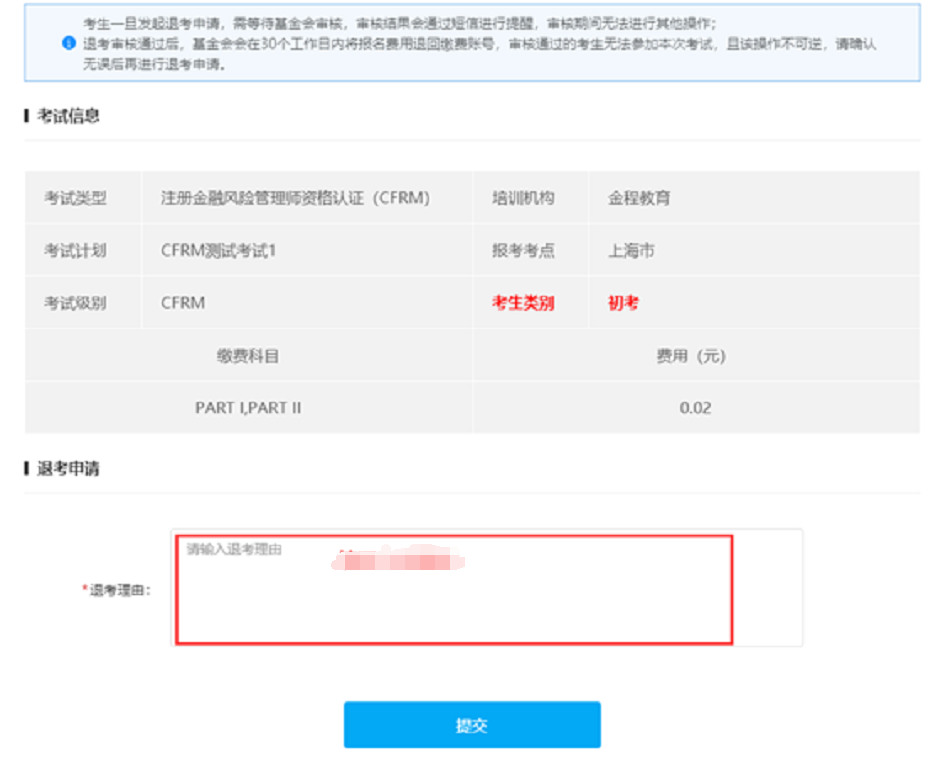 考生一旦发起退考申请，需等待基金会审核，审核结果会通过短信进行提醒，审核期间无法进行其他操作；
退考审核通过后，基金会会在30个工作日内将报名费用退回缴费账号，审核通过的考生无法参加本次考试，且该操作不可逆，请确认
无误后再进行退考申请。
考试信息
考试类型 注册金融风险管理师资格认证（CFRM） 培训机构 金程教育
考试计划 CFRM测试考试1 报考考点 上海市
考试级别 CFRM 考生类别 初考
缴费科目 费用（元）
PART I,PART II 0.02
退考申请
请输入退考理由
*退考理由：
提交